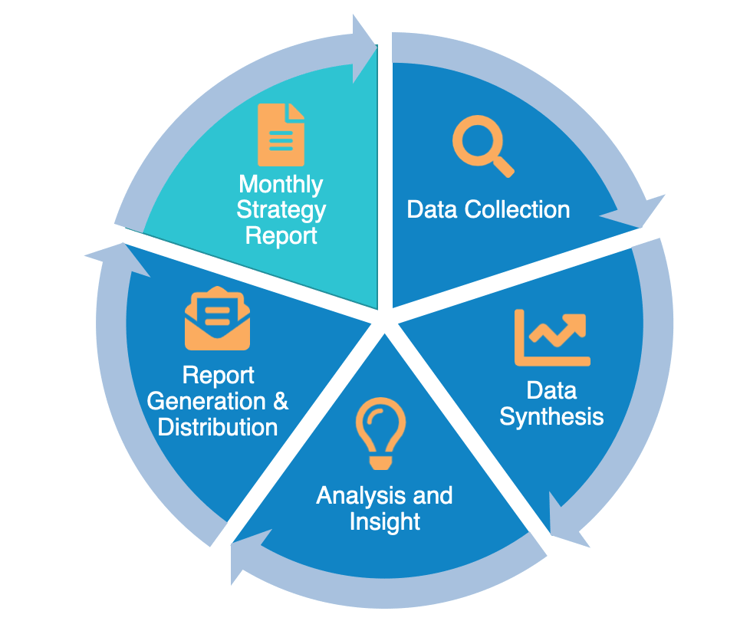 Monthly
Strategy
Report
Data Collection
Data
Synthesis
Analysis and
Insight
Report
Generation &
Distribution